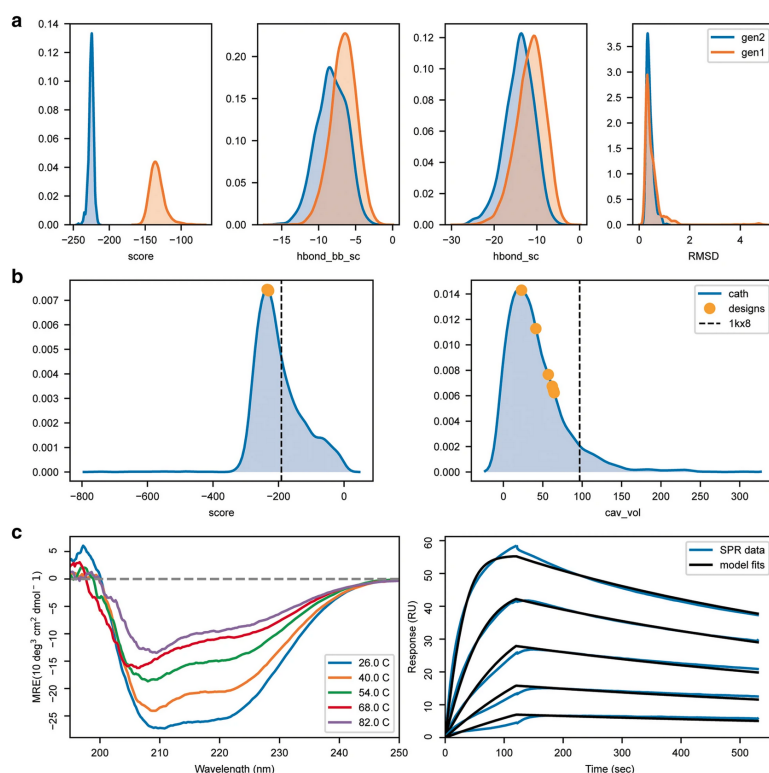 a
0.14
0.12
0.10
0.08
0.06
0.04
0.02
0.00
−250 −200 −150 −100
score
0.20
0.15
0.10
0.05
0.00
−15 −10 −5 0
hbond_bb_sc
0.12
0.10
0.08
0.06
0.04
0.02
0.00
−30 −20 −10 0
hbond_sc
gen2
gen1
3.5
3.0
2.5
2.0
1.5
1.0
0.5
0.0
0 2 4
RMSD
b
0.007
0.006
0.005
0.004
0.003
0.002
0.001
0.000
−800 −600 −400 −200 0
score
cath
designs
1kx8
0.014
0.012
0.010
0.008
0.006
0.004
0.002
0.000
0 50 100 150 200 250 300
cav_vol
c
MRE(10 deg³ cm² dmol⁻ 1)
5
0
−5
−10
−15
−20
−25
26.0 C
40.0 C
54.0 C
68.0 C
82.0 C
200 210 220 230 240 250
Wavelength (nm)
Response (RU)
60
50
40
30
20
10
0
SPR data
model fits
0 100 200 300 400 500
Time (sec)